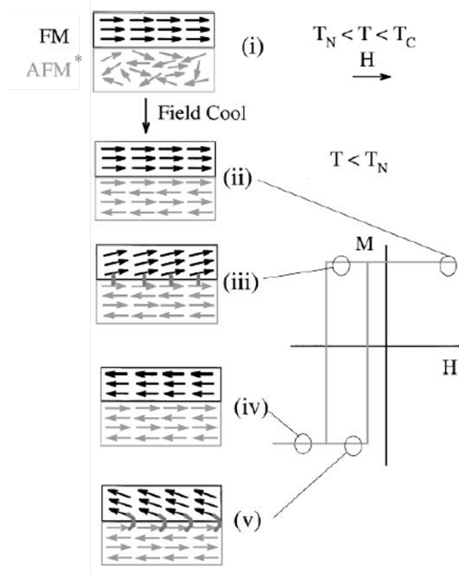 FM
AFM*
(i)
T_N < T < T_C
H
Field Cool
(ii)
T < T_N
(iii)
M
H
(iv)
(v)